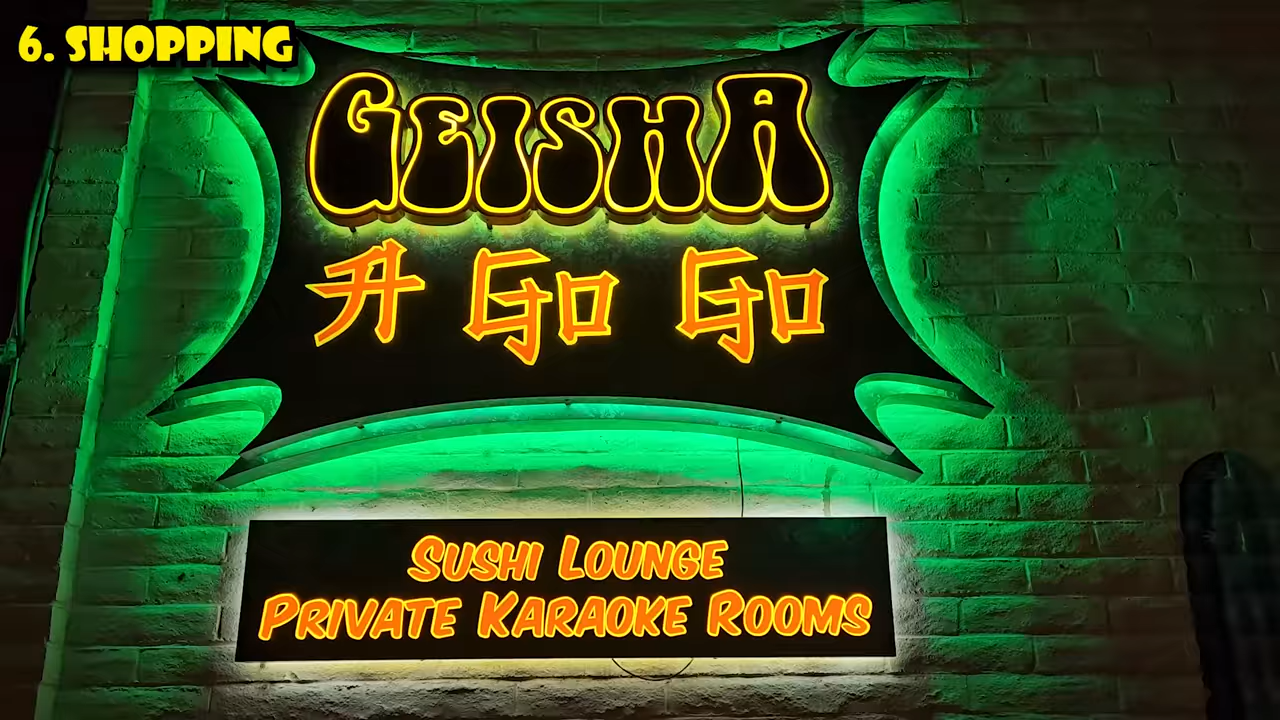 6. SHOPPING
GEISHA
A GO GO
SUSHI LOUNGE
PRIVATE KARAOKE ROOMS